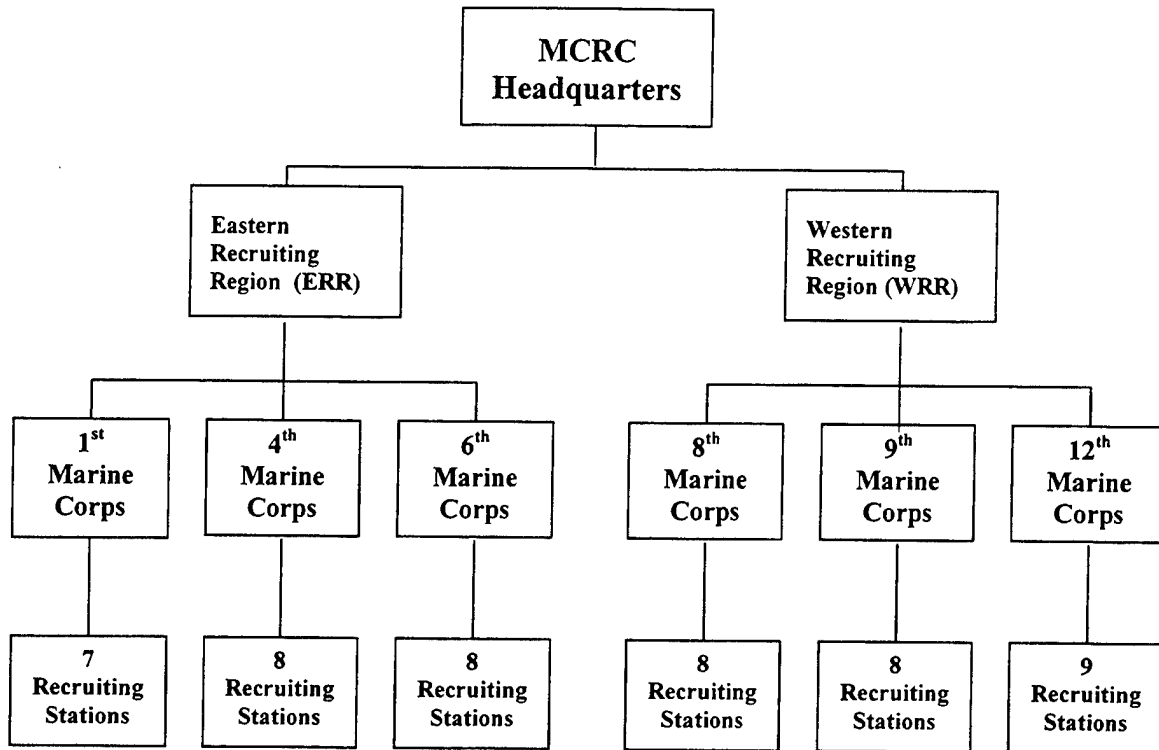 MCRC
Headquarters
Eastern
Recruiting
Region (ERR)
Western
Recruiting
Region (WRR)
1st
Marine
Corps
4th
Marine
Corps
6th
Marine
Corps
8th
Marine
Corps
9th
Marine
Corps
12th
Marine
Corps
7
Recruiting
Stations
8
Recruiting
Stations
8
Recruiting
Stations
8
Recruiting
Stations
8
Recruiting
Stations
9
Recruiting
Stations